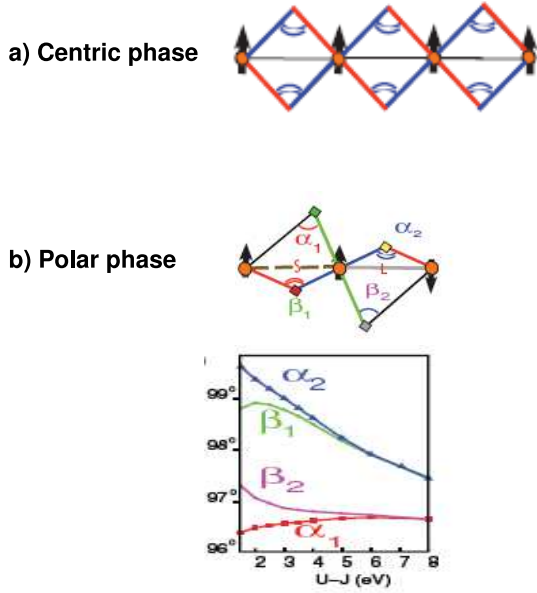 a) Centric phase
b) Polar phase
α₁
α₂
S
L
β₁
β₂
99°
98°
97°
96°
α₂
β₁
β₂
α₁
2 3 4 5 6 7 8
U–J (eV)